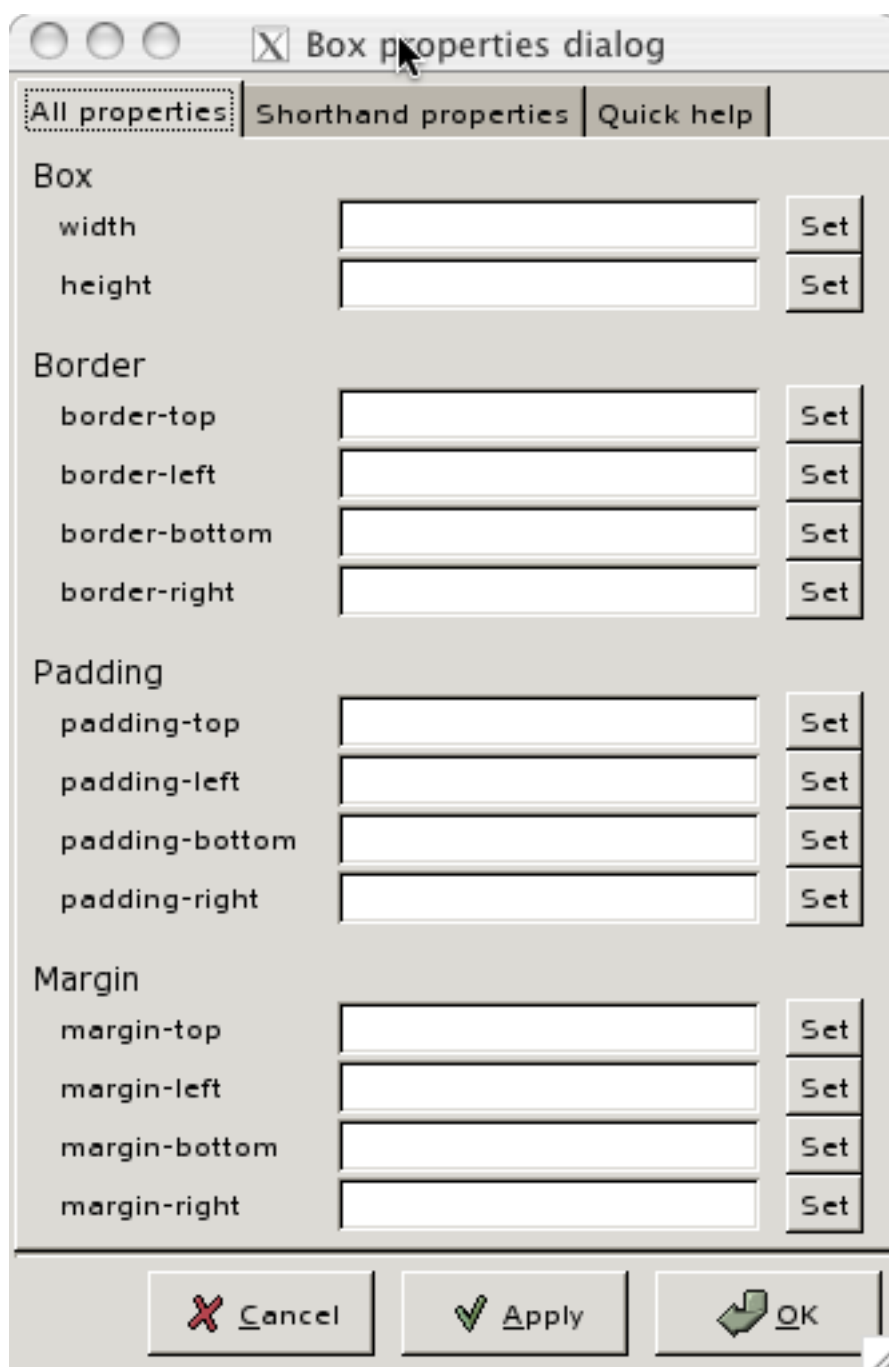 Box properties dialog
All properties Shorthand properties Quick help
Box
width Set
height Set
Border
border-top Set
border-left Set
border-bottom Set
border-right Set
Padding
padding-top Set
padding-left Set
padding-bottom Set
padding-right Set
Margin
margin-top Set
margin-left Set
margin-bottom Set
margin-right Set
Cancel Apply OK